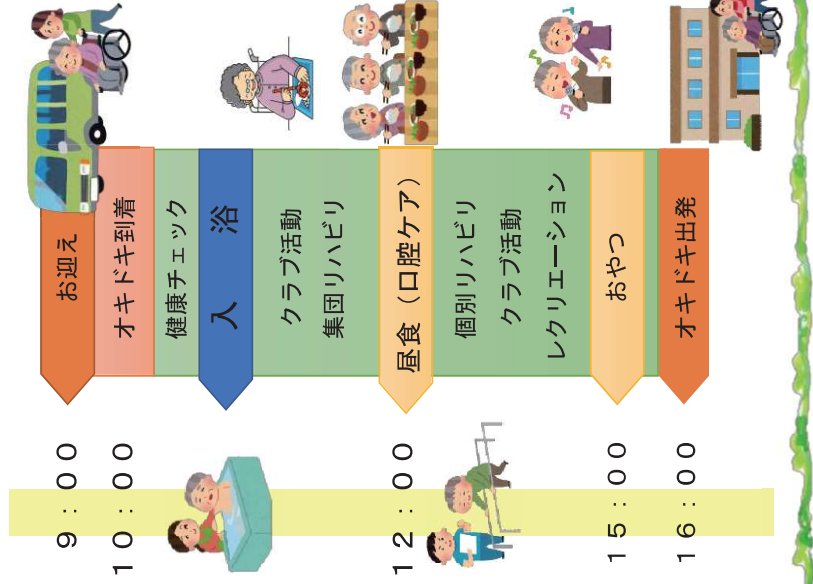 9：00 お迎え
10：00 オキドキ到着
健康チェック
入　浴
クラブ活動
集団リハビリ
12：00 昼食（口腔ケア）
個別リハビリ
クラブ活動
レクリエーション
15：00 おやつ
16：00 オキドキ出発